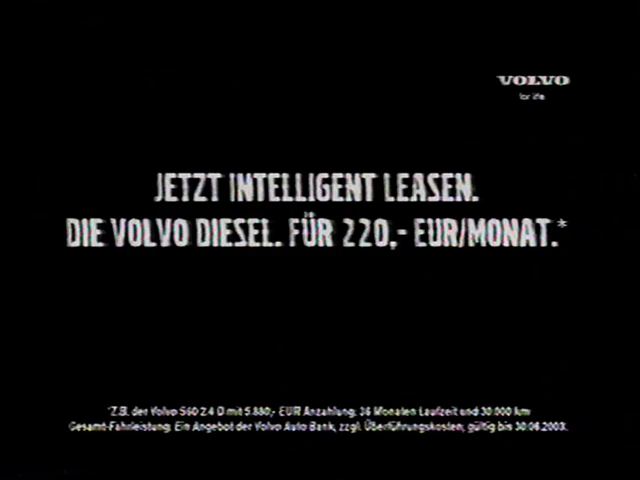 VOLVO
for life
JETZT INTELLIGENT LEASEN.
DIE VOLVO DIESEL. FÜR 220,- EUR/MONAT.*
*Z.B. der Volvo S60 2.4 D mit 5.880,- EUR Anzahlung, 36 Monaten Laufzeit und 30.000 km
Gesamt-Fahrleistung. Ein Angebot der Volvo Auto Bank, zzgl. Überführungskosten, gültig bis 30.06.2003.